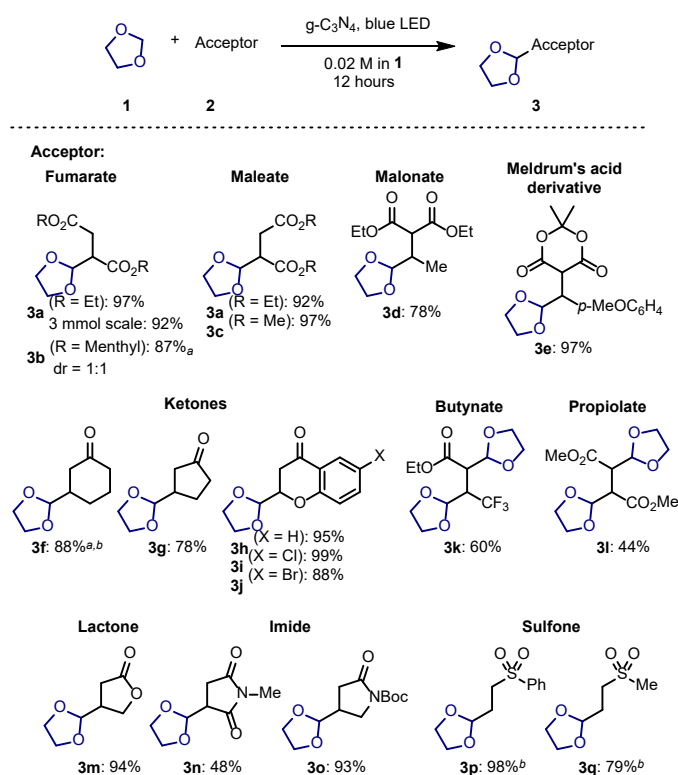 O
O
+ Acceptor
g-C3N4, blue LED
0.02 M in 1
12 hours
O
O
Acceptor
1 2 3
Acceptor:
Fumarate
Maleate
Malonate
Meldrum's acid
derivative
RO2C
CO2R
O
O
3a (R = Et): 97%
3 mmol scale: 92%
3b (R = Menthyl): 87%a
dr = 1:1
CO2R
CO2R
O
O
3a (R = Et): 92%
3c (R = Me): 97%
O O
EtO OEt
Me
O
O
3d: 78%
O O
O O
p-MeOC6H4
O
O
3e: 97%
Ketones
Butynate
Propiolate
O
O
O
3f: 88%a,b
O
O
O
3g: 78%
O
X
O
O
O
3h (X = H): 95%
3i (X = Cl): 99%
3j (X = Br): 88%
O
EtO
O
O
CF3
O
O
3k: 60%
MeO2C
O
O
CO2Me
O
O
3l: 44%
Lactone
Imide
Sulfone
O
O
O
O
3m: 94%
O
N Me
O
O
O
3n: 48%
O
NBoc
O
O
3o: 93%
O O
S
Ph
O
O
3p: 98%b
O O
S
Me
O
O
3q: 79%b